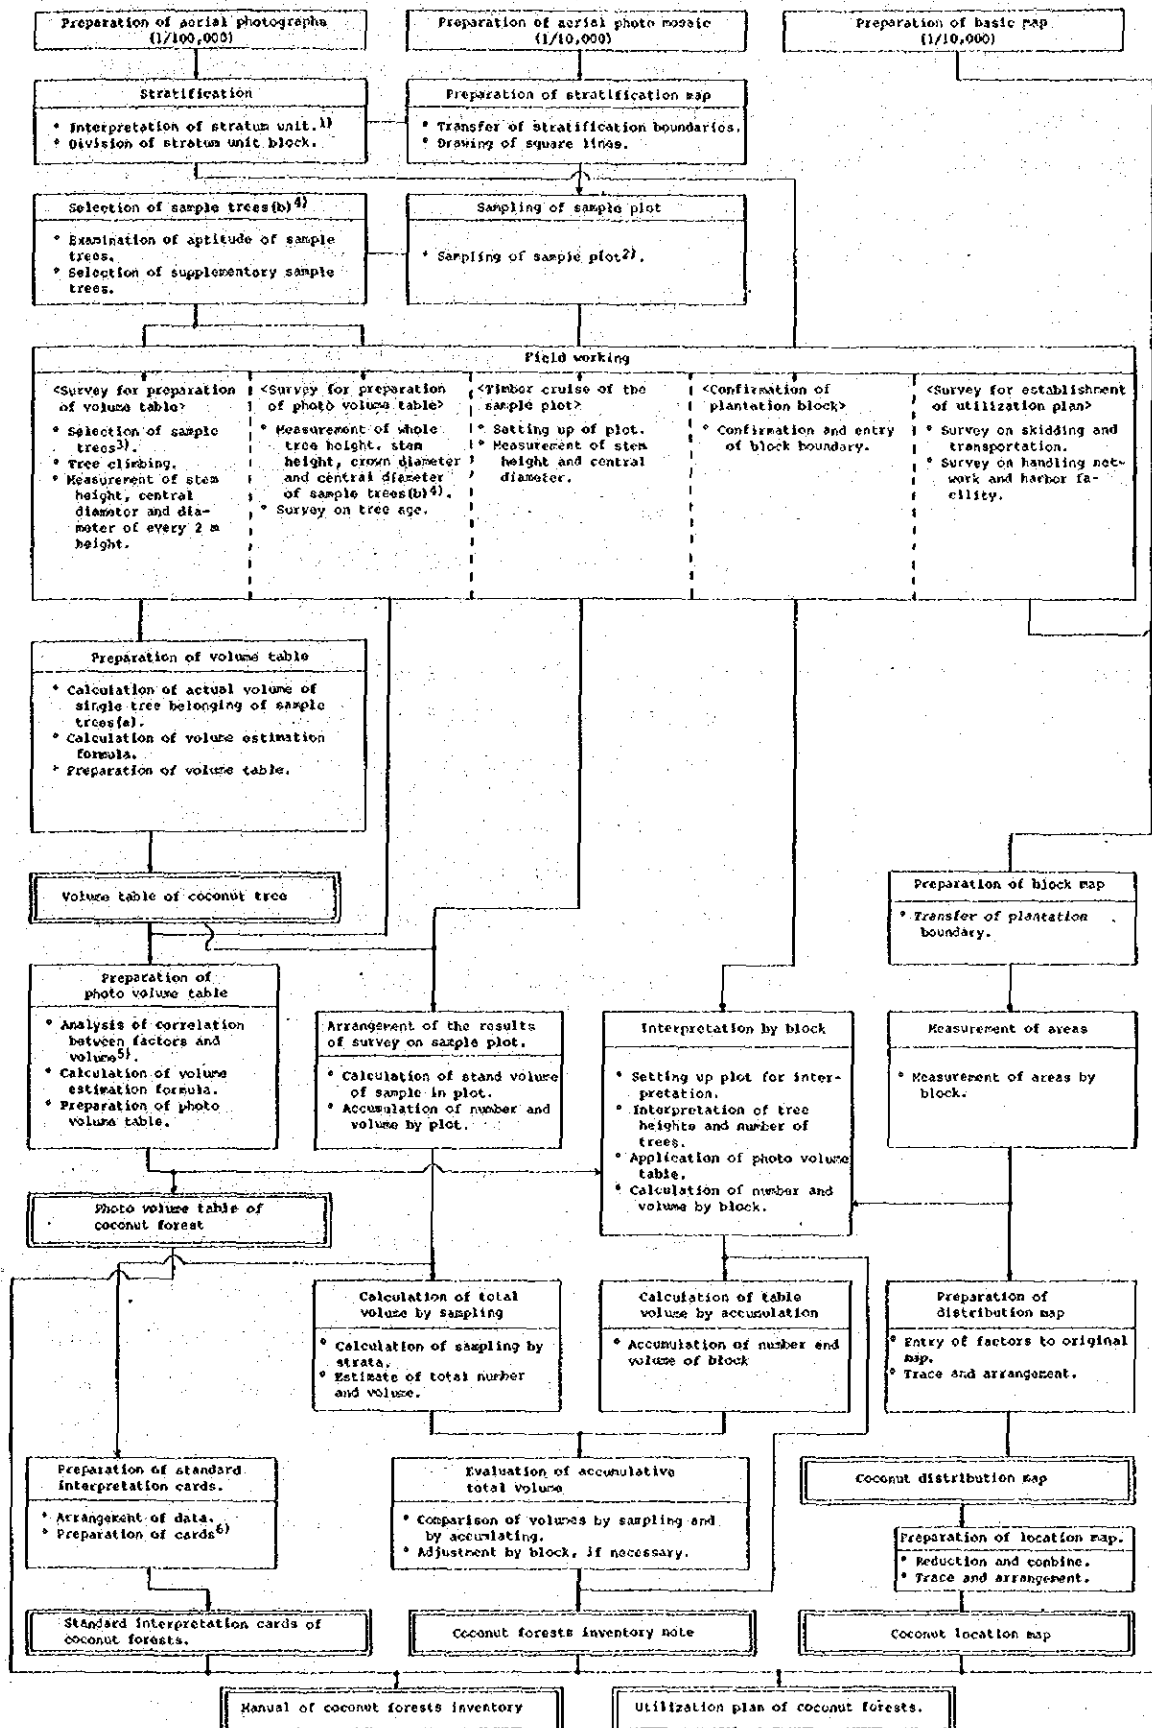 Preparation of aerial photographs
(1/100,000)
Preparation of aerial photo mosaic
(1/10,000)
Preparation of basic map
(1/10,000)
Stratification
° Interpretation of stratum unit.1)
° Division of stratum unit block.
Preparation of stratification map
° Transfer of stratification boundaries.
° Drawing of square lines.
Selection of sample trees(b)4)
° Examination of aptitude of sample
trees.
° Selection of supplementary sample
trees.
Sampling of sample plot
° Sampling of sample plot2).
Field working
<Survey for preparation
of volume table>
° Selection of sample
trees3).
° Tree climbing.
° Measurement of stem
height, central
diameter and dia-
meter of every 2 m
height.
<Survey for preparation
of photo volume table>
° Measurement of whole
tree height, stem
height, crown diameter
and central diameter
of sample trees(b)4).
° Survey on tree age.
<Timber cruise of the
sample plot>
° Setting up of plot.
° Measurement of stem
height and central
diameter.
<Confirmation of
plantation block>
° Confirmation and entry
of block boundary.
<Survey for establishment
of utilization plan>
° Survey on skidding and
transportation.
° Survey on handling net-
work and harbor fa-
cility.
Preparation of volume table
° Calculation of actual volume of
single tree belonging of sample
trees(a).
° Calculation of volume estimation
formula.
° Preparation of volume table.
Volume table of coconut tree
Preparation of block map
° Transfer of plantation
boundary.
Preparation of
photo volume table
° Analysis of correlation
between factors and
volume5).
° Calculation of volume
estimation formula.
° Preparation of photo
volume table.
Arrangement of the results
of survey on sample plot.
° Calculation of stand volume
of sample in plot.
° Accumulation of number and
volume by plot.
Interpretation by block
° Setting up plot for inter-
pretation.
° Interpretation of tree
heights and number of
trees.
° Application of photo volume
table.
° Calculation of number and
volume by block.
Measurement of areas
° Measurement of areas by
block.
Photo volume table of
coconut forest
Calculation of total
volume by sampling
° Calculation of sampling by
strata.
° Estimate of total number
and volume.
Calculation of table
volume by accumulation
° Accumulation of number end
volume of block
Preparation of
distribution map
° Entry of factors to original
map.
° Trace and arrangement.
Preparation of standard
interpretation cards.
° Arrangement of data.
° Preparation of cards6)
Evaluation of accumulative
total volume
° Comparison of volumes by sampling and
by accumlating.
° Adjustment by block, if necessary.
Coconut distribution map
Preparation of location map.
° Reduction and conbine.
° Trace and arrangement.
Standard interpretation cards of
coconut forests.
Coconut forests inventory note
Coconut location map
Manual of coconut forests inventory
Utilization plan of coconut forests.